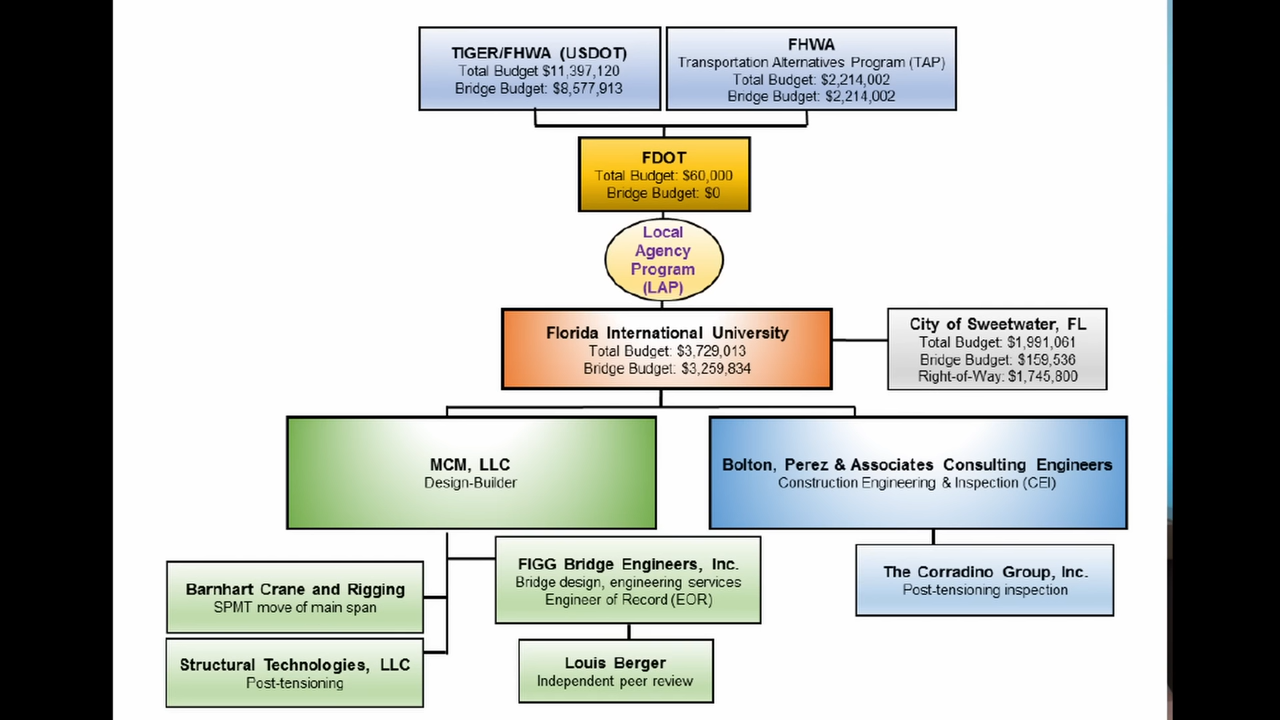 TIGER/FHWA (USDOT)
Total Budget $11,397,120
Bridge Budget: $8,577,913
FHWA
Transportation Alternatives Program (TAP)
Total Budget: $2,214,002
Bridge Budget: $2,214,002
FDOT
Total Budget: $60,000
Bridge Budget: $0
Local
Agency
Program
(LAP)
Florida International University
Total Budget: $3,729,013
Bridge Budget: $3,259,834
City of Sweetwater, FL
Total Budget: $1,991,061
Bridge Budget: $159,536
Right-of-Way: $1,745,800
MCM, LLC
Design-Builder
Bolton, Perez & Associates Consulting Engineers
Construction Engineering & Inspection (CEI)
Barnhart Crane and Rigging
SPMT move of main span
FIGG Bridge Engineers, Inc.
Bridge design, engineering services
Engineer of Record (EOR)
The Corradino Group, Inc.
Post-tensioning inspection
Structural Technologies, LLC
Post-tensioning
Louis Berger
Independent peer review